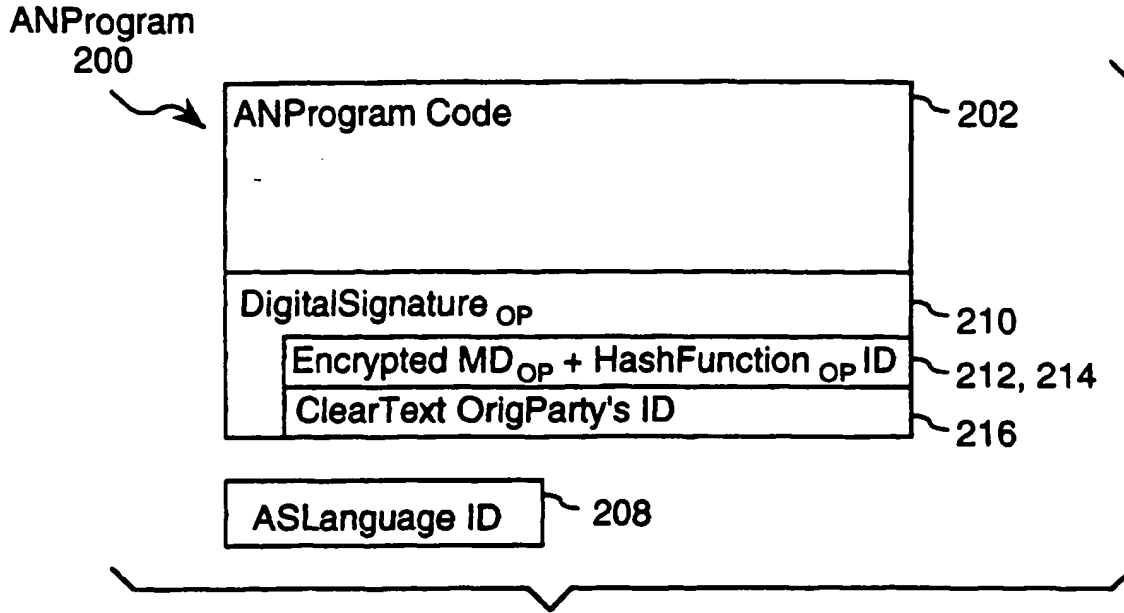 ANProgram
200
ANProgram Code
202
DigitalSignature OP
210
Encrypted MD OP + HashFunction OP ID
212, 214
ClearText OrigParty's ID
216
ASLanguage ID
208